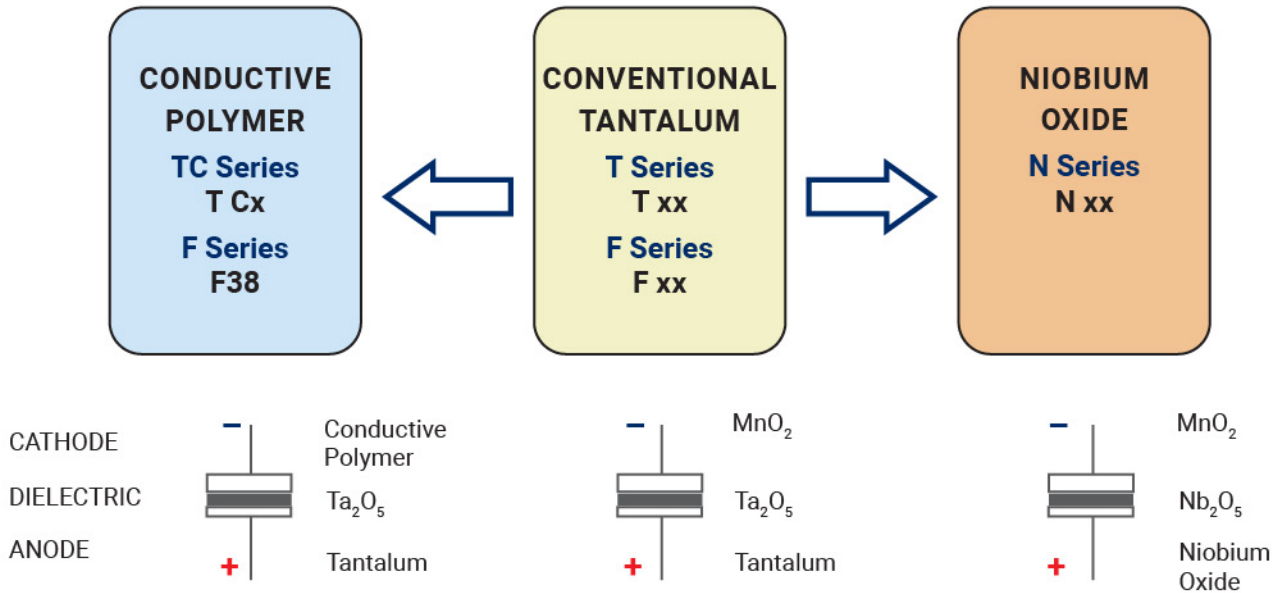 CONDUCTIVE
POLYMER
TC Series
T Cx
F Series
F38
CONVENTIONAL
TANTALUM
T Series
T xx
F Series
F xx
NIOBIUM
OXIDE
N Series
N xx
CATHODE
DIELECTRIC
ANODE
−
Conductive
Polymer
Ta₂O₅
+
Tantalum
−
MnO₂
Ta₂O₅
+
Tantalum
−
MnO₂
Nb₂O₅
+
Niobium
Oxide